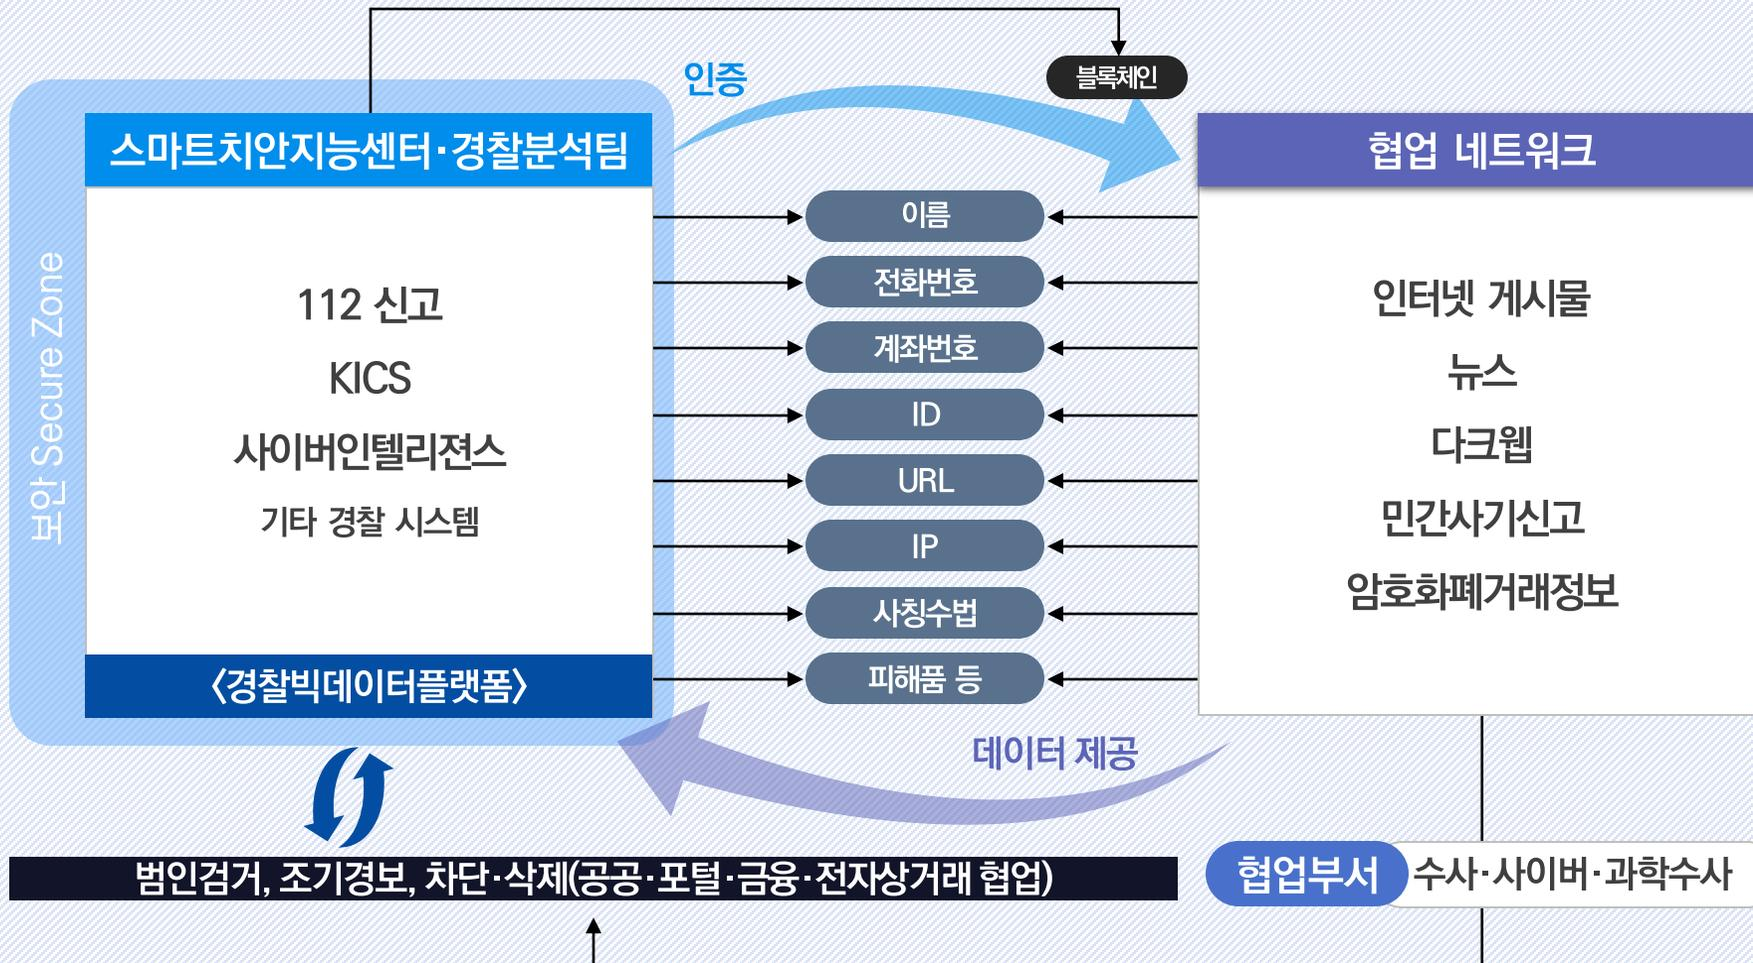 블록체인
인증
스마트치안지능센터·경찰분석팀
협업 네트워크
보안 Secure Zone
112 신고
KICS
사이버인텔리젼스
기타 경찰 시스템
<경찰빅데이터플랫폼>
이름
전화번호
계좌번호
ID
URL
IP
사칭수법
피해품 등
인터넷 게시물
뉴스
다크웹
민간사기신고
암호화폐거래정보
데이터 제공
범인검거, 조기경보, 차단·삭제(공공·포털·금융·전자상거래 협업)
협업부서 수사·사이버·과학수사